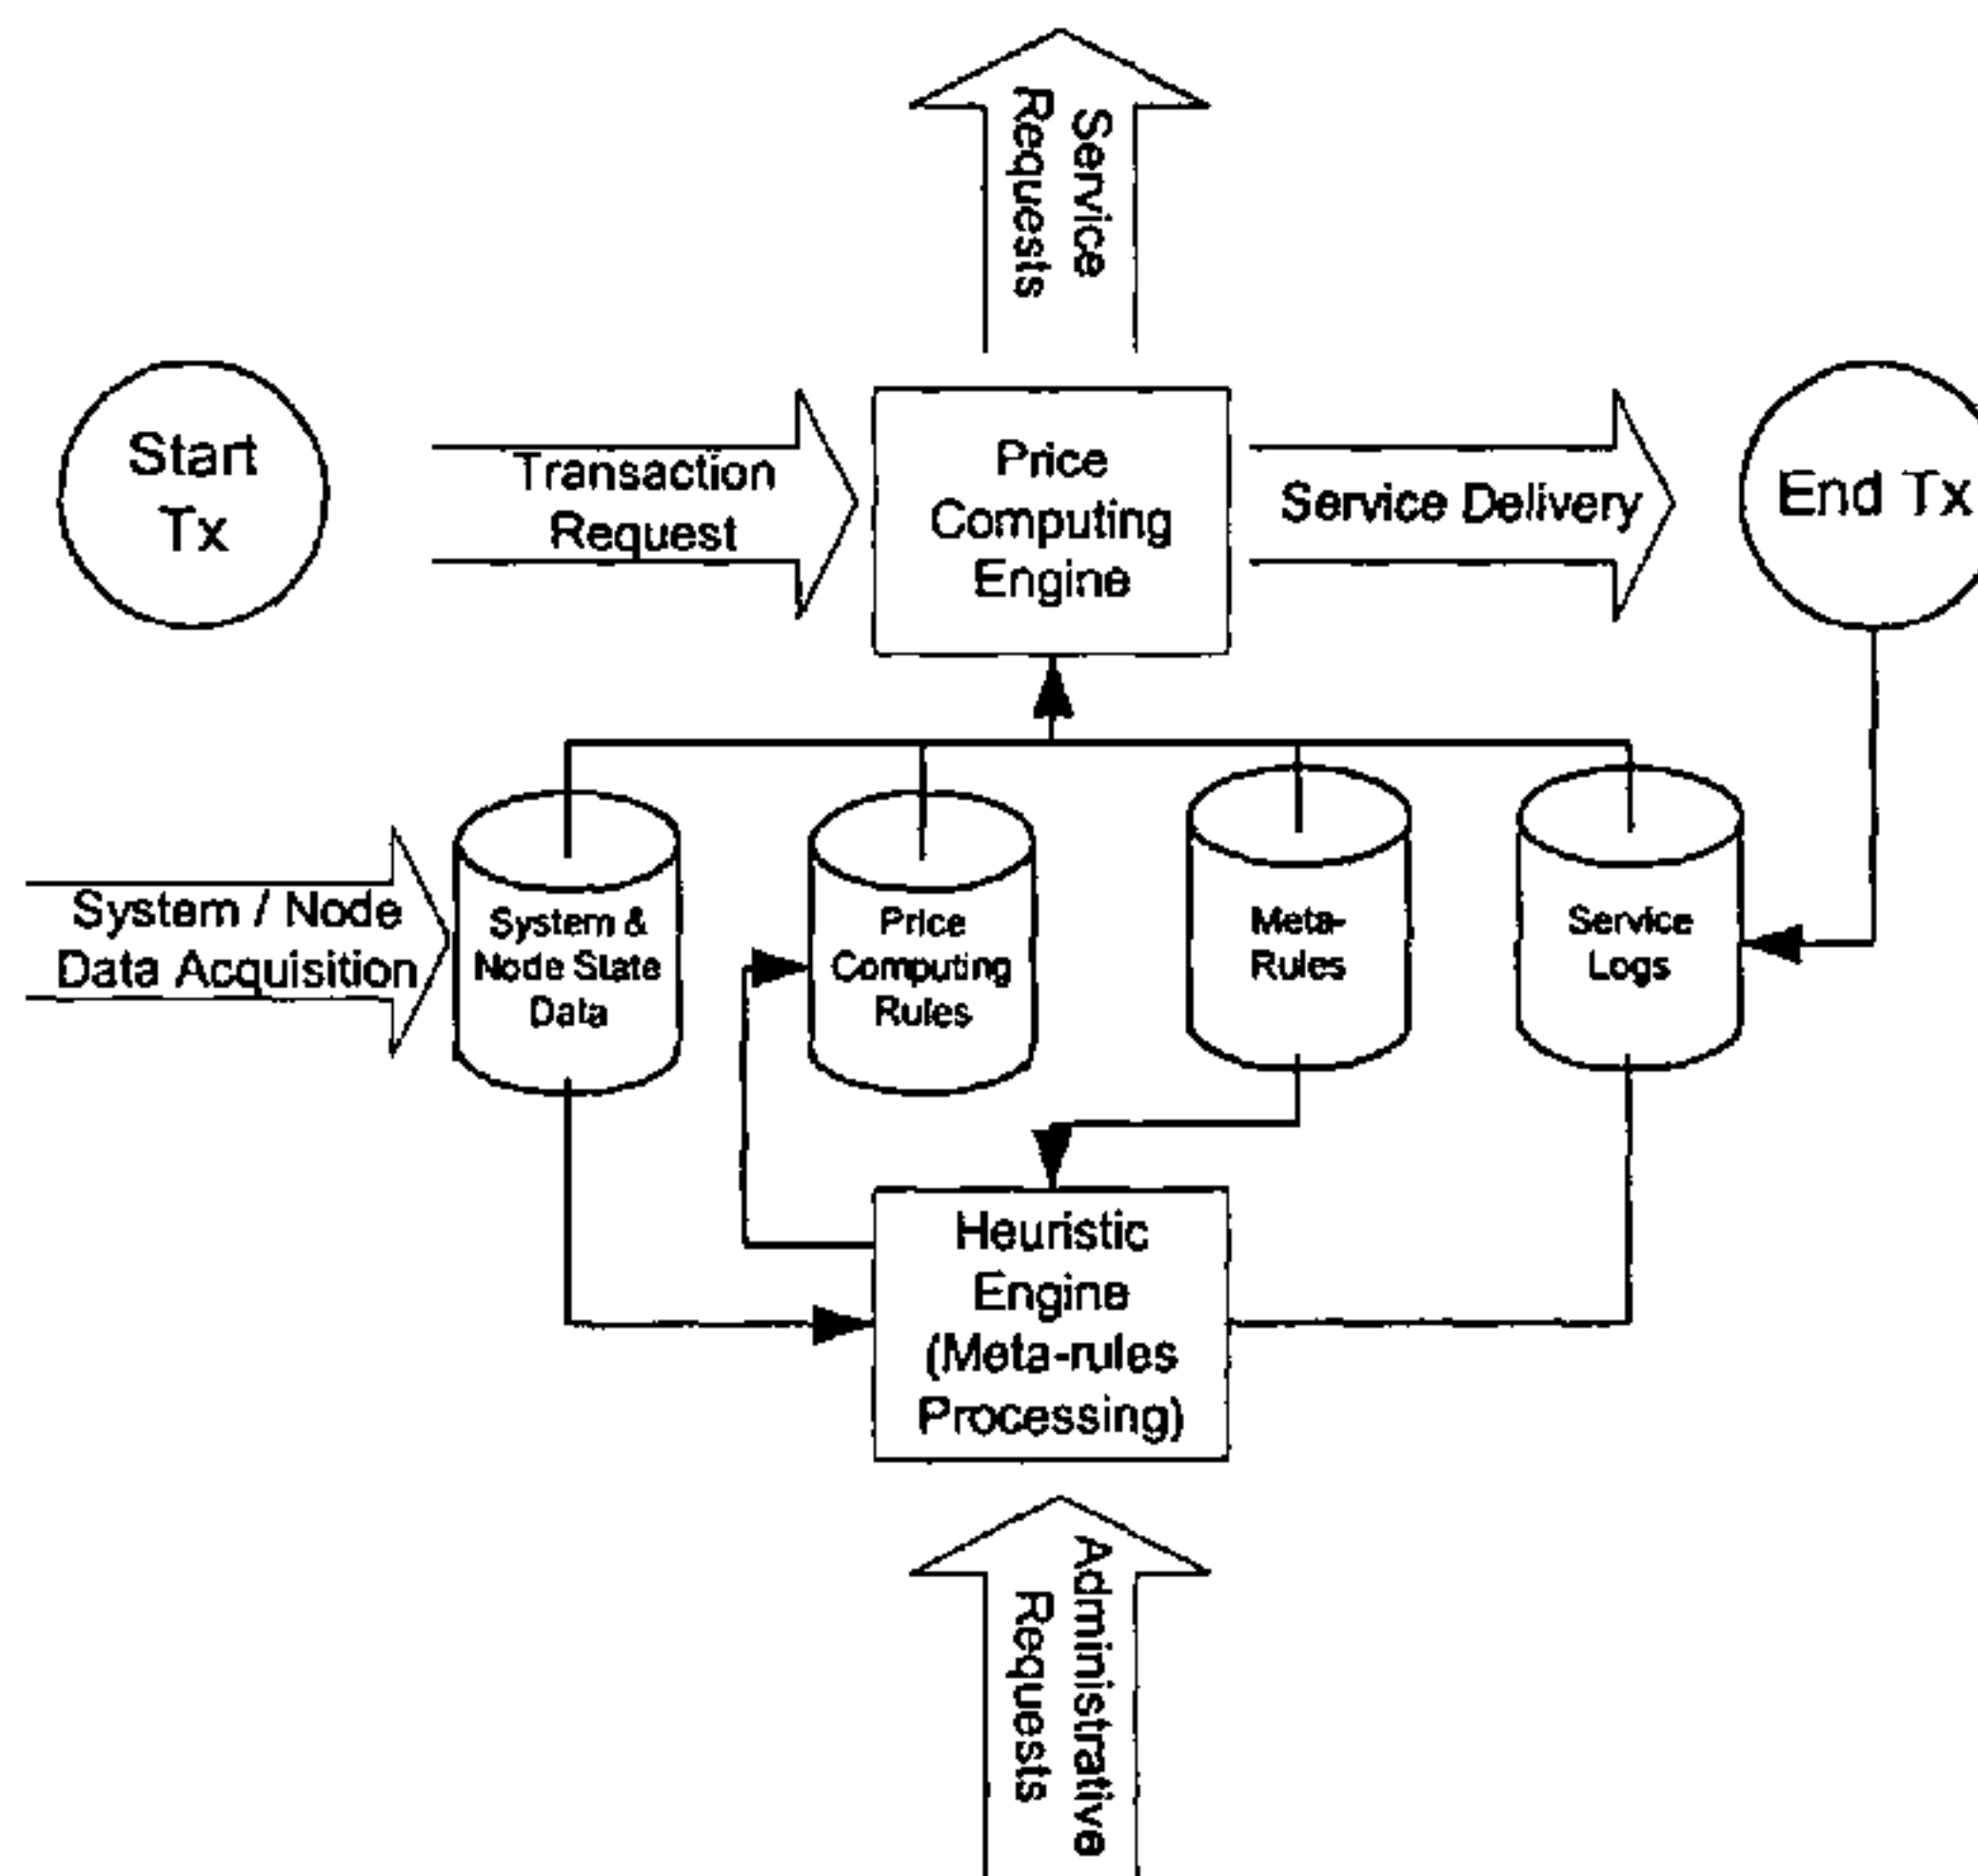 Service
Requests
Start
Tx
Transaction
Request
Price
Computing
Engine
Service Delivery
End Tx
System / Node
Data Acquisition
System &
Node State
Data
Price
Computing
Rules
Meta-
Rules
Service
Logs
Heuristic
Engine
(Meta-rules
Processing)
Administrative
Requests